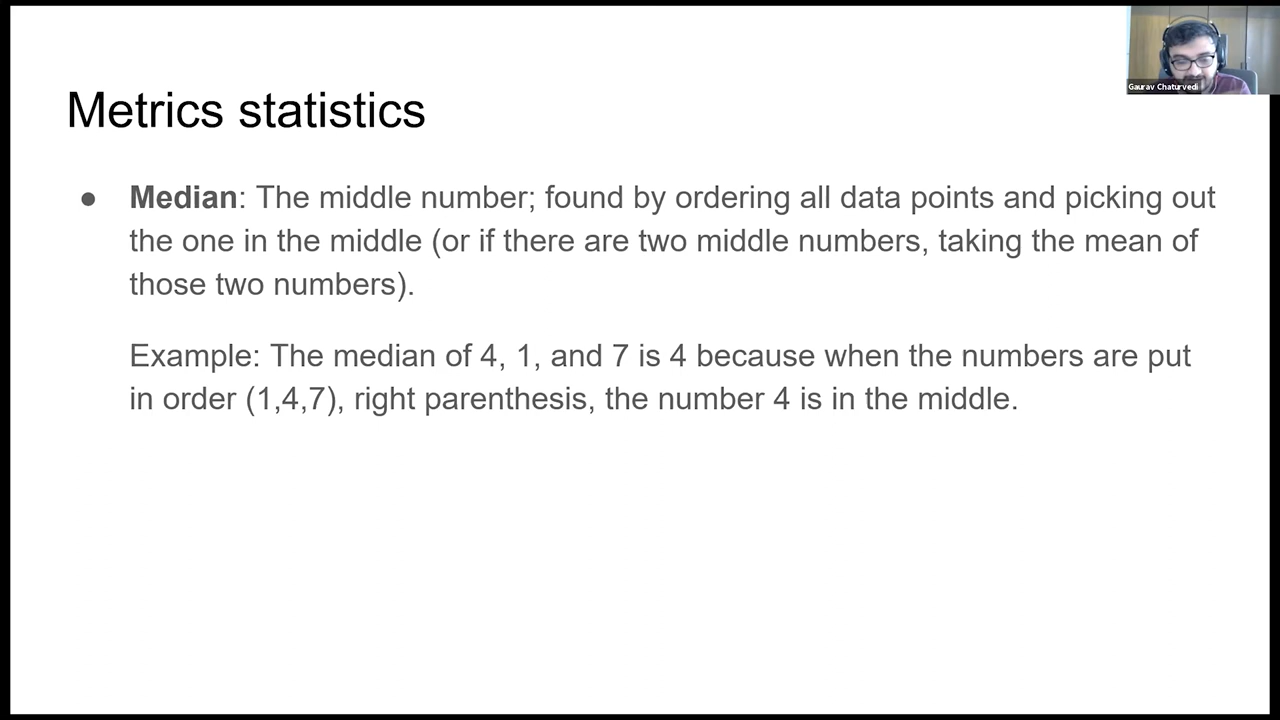 Gaurav Chaturvedi
Metrics statistics
● Median: The middle number; found by ordering all data points and picking out
the one in the middle (or if there are two middle numbers, taking the mean of
those two numbers).
Example: The median of 4, 1, and 7 is 4 because when the numbers are put
in order (1,4,7), right parenthesis, the number 4 is in the middle.